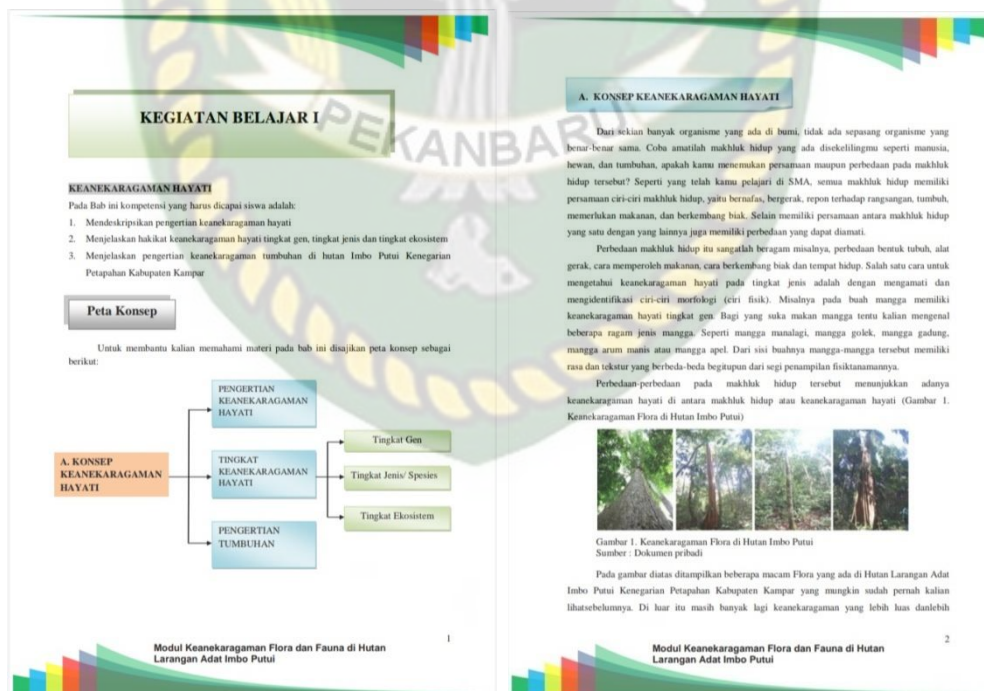 KEGIATAN BELAJAR I
KEANEKARAGAMAN HAYATI
Pada Bab ini kompetensi yang harus dicapai siswa adalah:
1. Mendeskripsikan pengertian keanekaragaman hayati
2. Menjelaskan hakikat keanekaragaman hayati tingkat gen, tingkat jenis dan tingkat ekosistem
3. Menjelaskan pengertian keanekaragaman tumbuhan di hutan Imbo Putui Kenegarian
Petapahan Kabupaten Kampar
Peta Konsep
Untuk membantu kalian memahami materi pada bab ini disajikan peta konsep sebagai
berikut:
A. KONSEP
KEANEKARAGAMAN
HAYATI
PENGERTIAN
KEANEKARAGAMAN
HAYATI
TINGKAT
KEANEKARAGAMAN
HAYATI
PENGERTIAN
TUMBUHAN
Tingkat Gen
Tingkat Jenis/ Spesies
Tingkat Ekosistem
1
Modul Keanekaragaman Flora dan Fauna di Hutan
Larangan Adat Imbo Putui
PEKANBARU
A. KONSEP KEANEKARAGAMAN HAYATI
Dari sekian banyak organisme yang ada di bumi, tidak ada sepasang organisme yang
benar-benar sama. Coba amatilah makhluk hidup yang ada disekelilingmu seperti manusia,
hewan, dan tumbuhan, apakah kamu menemukan persamaan maupun perbedaan pada makhluk
hidup tersebut? Seperti yang telah kamu pelajari di SMA, semua makhluk hidup memiliki
persamaan ciri-ciri makhluk hidup, yaitu bernafas, bergerak, repon terhadap rangsangan, tumbuh,
memerlukan makanan, dan berkembang biak. Selain memiliki persamaan antara makhluk hidup
yang satu dengan yang lainnya juga memiliki perbedaan yang dapat diamati.
Perbedaan makhluk hidup itu sangatlah beragam misalnya, perbedaan bentuk tubuh, alat
gerak, cara memperoleh makanan, cara berkembang biak dan tempat hidup. Salah satu cara untuk
mengetahui keanekaragaman hayati pada tingkat jenis adalah dengan mengamati dan
mengidentifikasi ciri-ciri morfologi (ciri fisik). Misalnya pada buah mangga memiliki
keanekaragaman hayati tingkat gen. Bagi yang suka makan mangga tentu kalian mengenal
beberapa ragam jenis mangga. Seperti mangga manalagi, mangga golek, mangga gadung,
mangga arum manis atau mangga apel. Dari sisi buahnya mangga-mangga tersebut memiliki
rasa dan tekstur yang berbeda-beda begitupun dari segi penampilan fisiktanamannya.
Perbedaan-perbedaan pada makhluk hidup tersebut menunjukkan adanya
keanekaragaman hayati di antara makhluk hidup atau keanekaragaman hayati (Gambar 1.
Keanekaragaman Flora di Hutan Imbo Putui)
Gambar 1. Keanekaragaman Flora di Hutan Imbo Putui
Sumber : Dokumen pribadi
Pada gambar diatas ditampilkan beberapa macam Flora yang ada di Hutan Larangan Adat
Imbo Putui Kenegarian Petapahan Kabupaten Kampar yang mungkin sudah pernah kalian
lihatsebelumnya. Di luar itu masih banyak lagi keanekaragaman yang lebih luas danlebih
2
Modul Keanekaragaman Flora dan Fauna di Hutan
Larangan Adat Imbo Putui